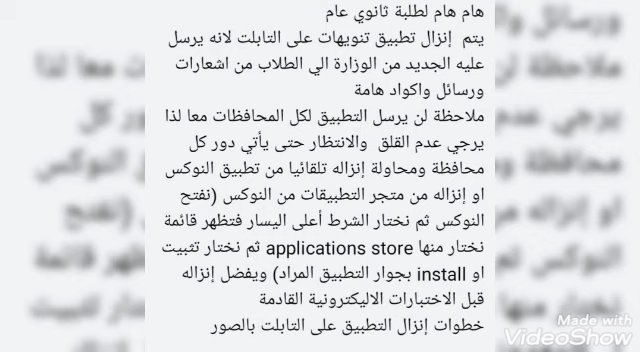 هام هام لطلبة ثانوي عام
يتم إنزال تطبيق تنويهات على التابلت لانه يرسل
عليه الجديد من الوزارة الي الطلاب من اشعارات
ورسائل واكواد هامة
ملاحظة لن يرسل التطبيق لكل المحافظات معا لذا
يرجي عدم القلق والانتظار حتى يأتي دور كل
محافظة ومحاولة إنزاله تلقائيا من تطبيق النوكس
او إنزاله من متجر التطبيقات من النوكس (نفتح
النوكس ثم نختار الشرط أعلى اليسار فتظهر قائمة
نختار منها applications store ثم نختار تثبيت
او install بجوار التطبيق المراد) ويفضل إنزاله
قبل الاختبارات الاليكترونية القادمة
خطوات إنزال التطبيق على التابلت بالصور
Made with
VideoShow